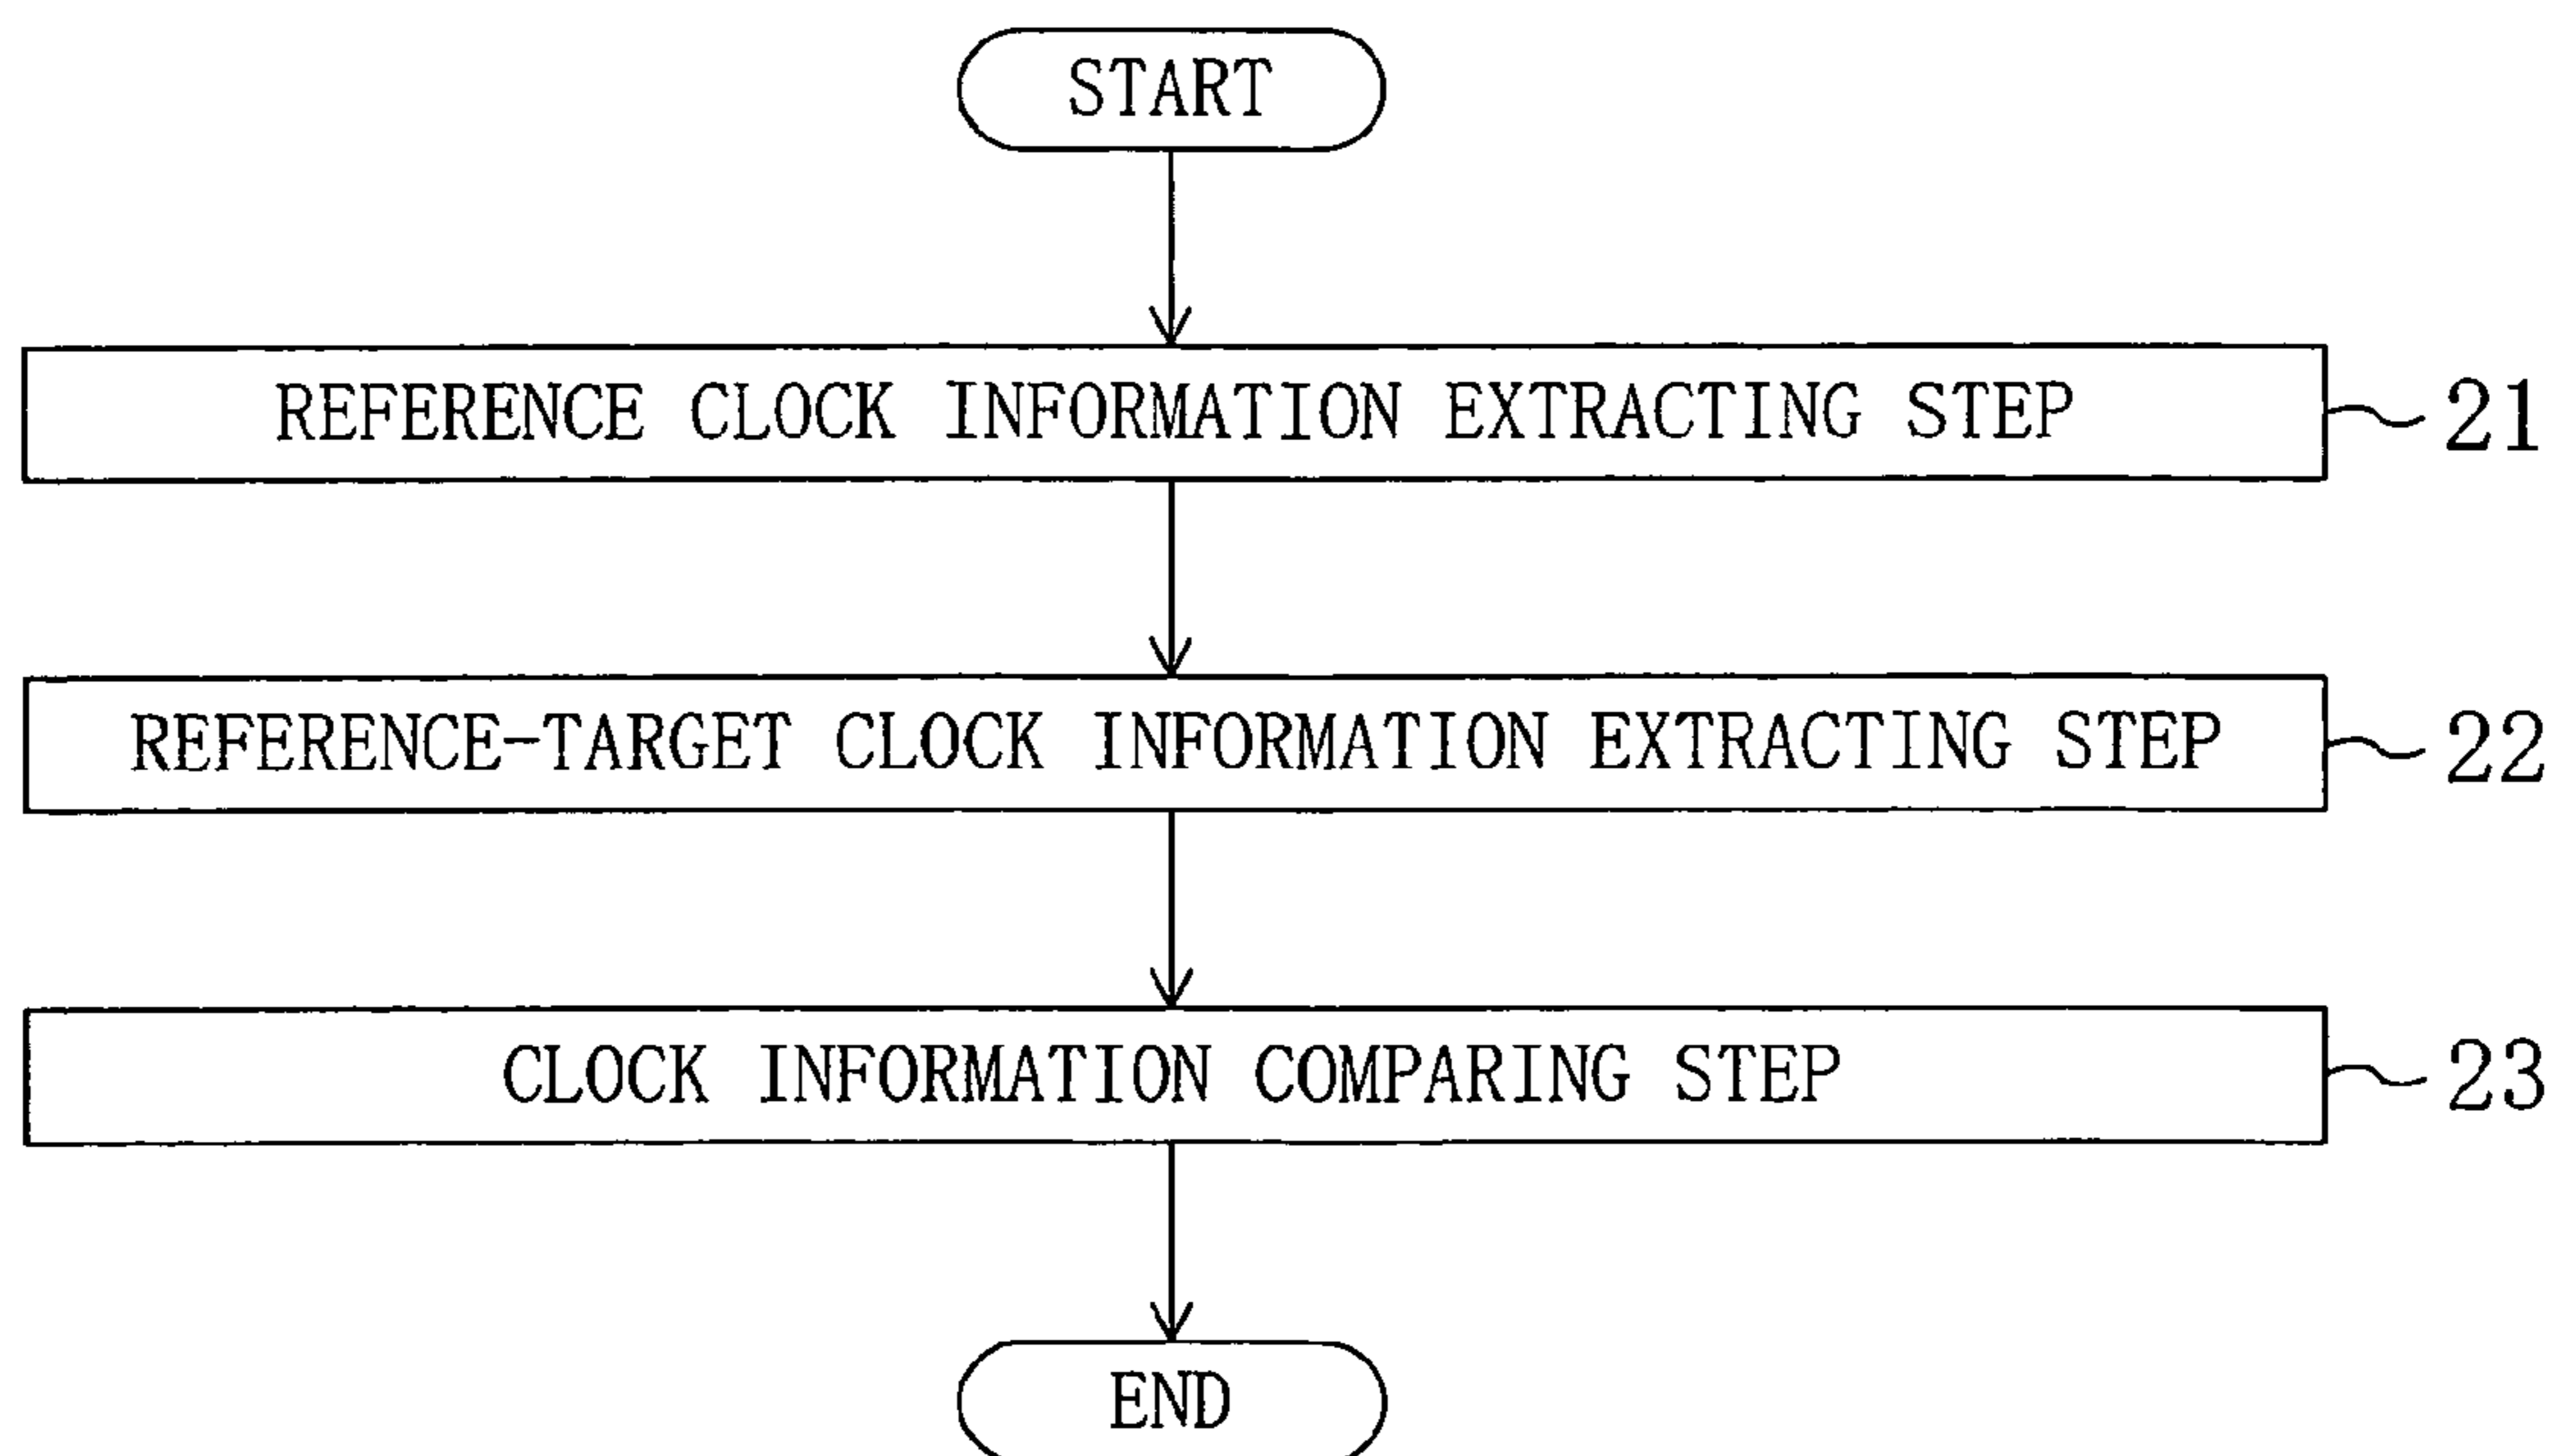 START
REFERENCE CLOCK INFORMATION EXTRACTING STEP 21
REFERENCE-TARGET CLOCK INFORMATION EXTRACTING STEP 22
CLOCK INFORMATION COMPARING STEP 23
END